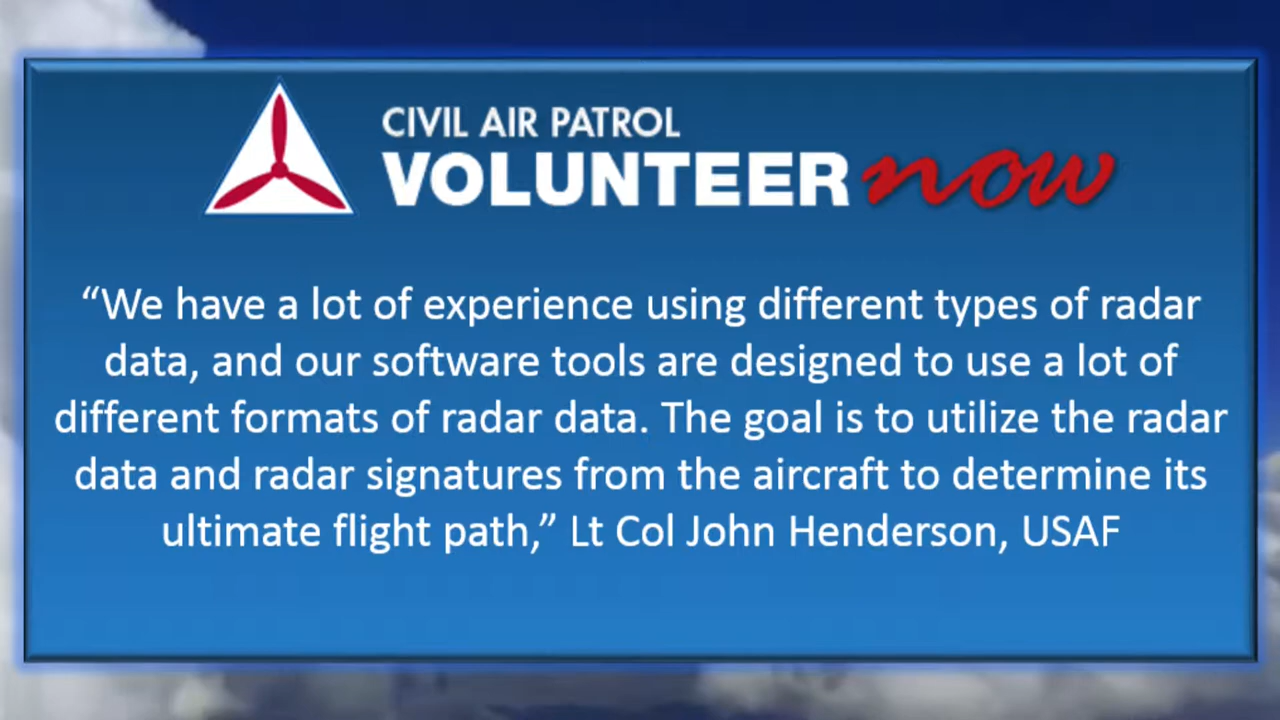 CIVIL AIR PATROL
VOLUNTEER now
“We have a lot of experience using different types of radar
data, and our software tools are designed to use a lot of
different formats of radar data. The goal is to utilize the radar
data and radar signatures from the aircraft to determine its
ultimate flight path,” Lt Col John Henderson, USAF